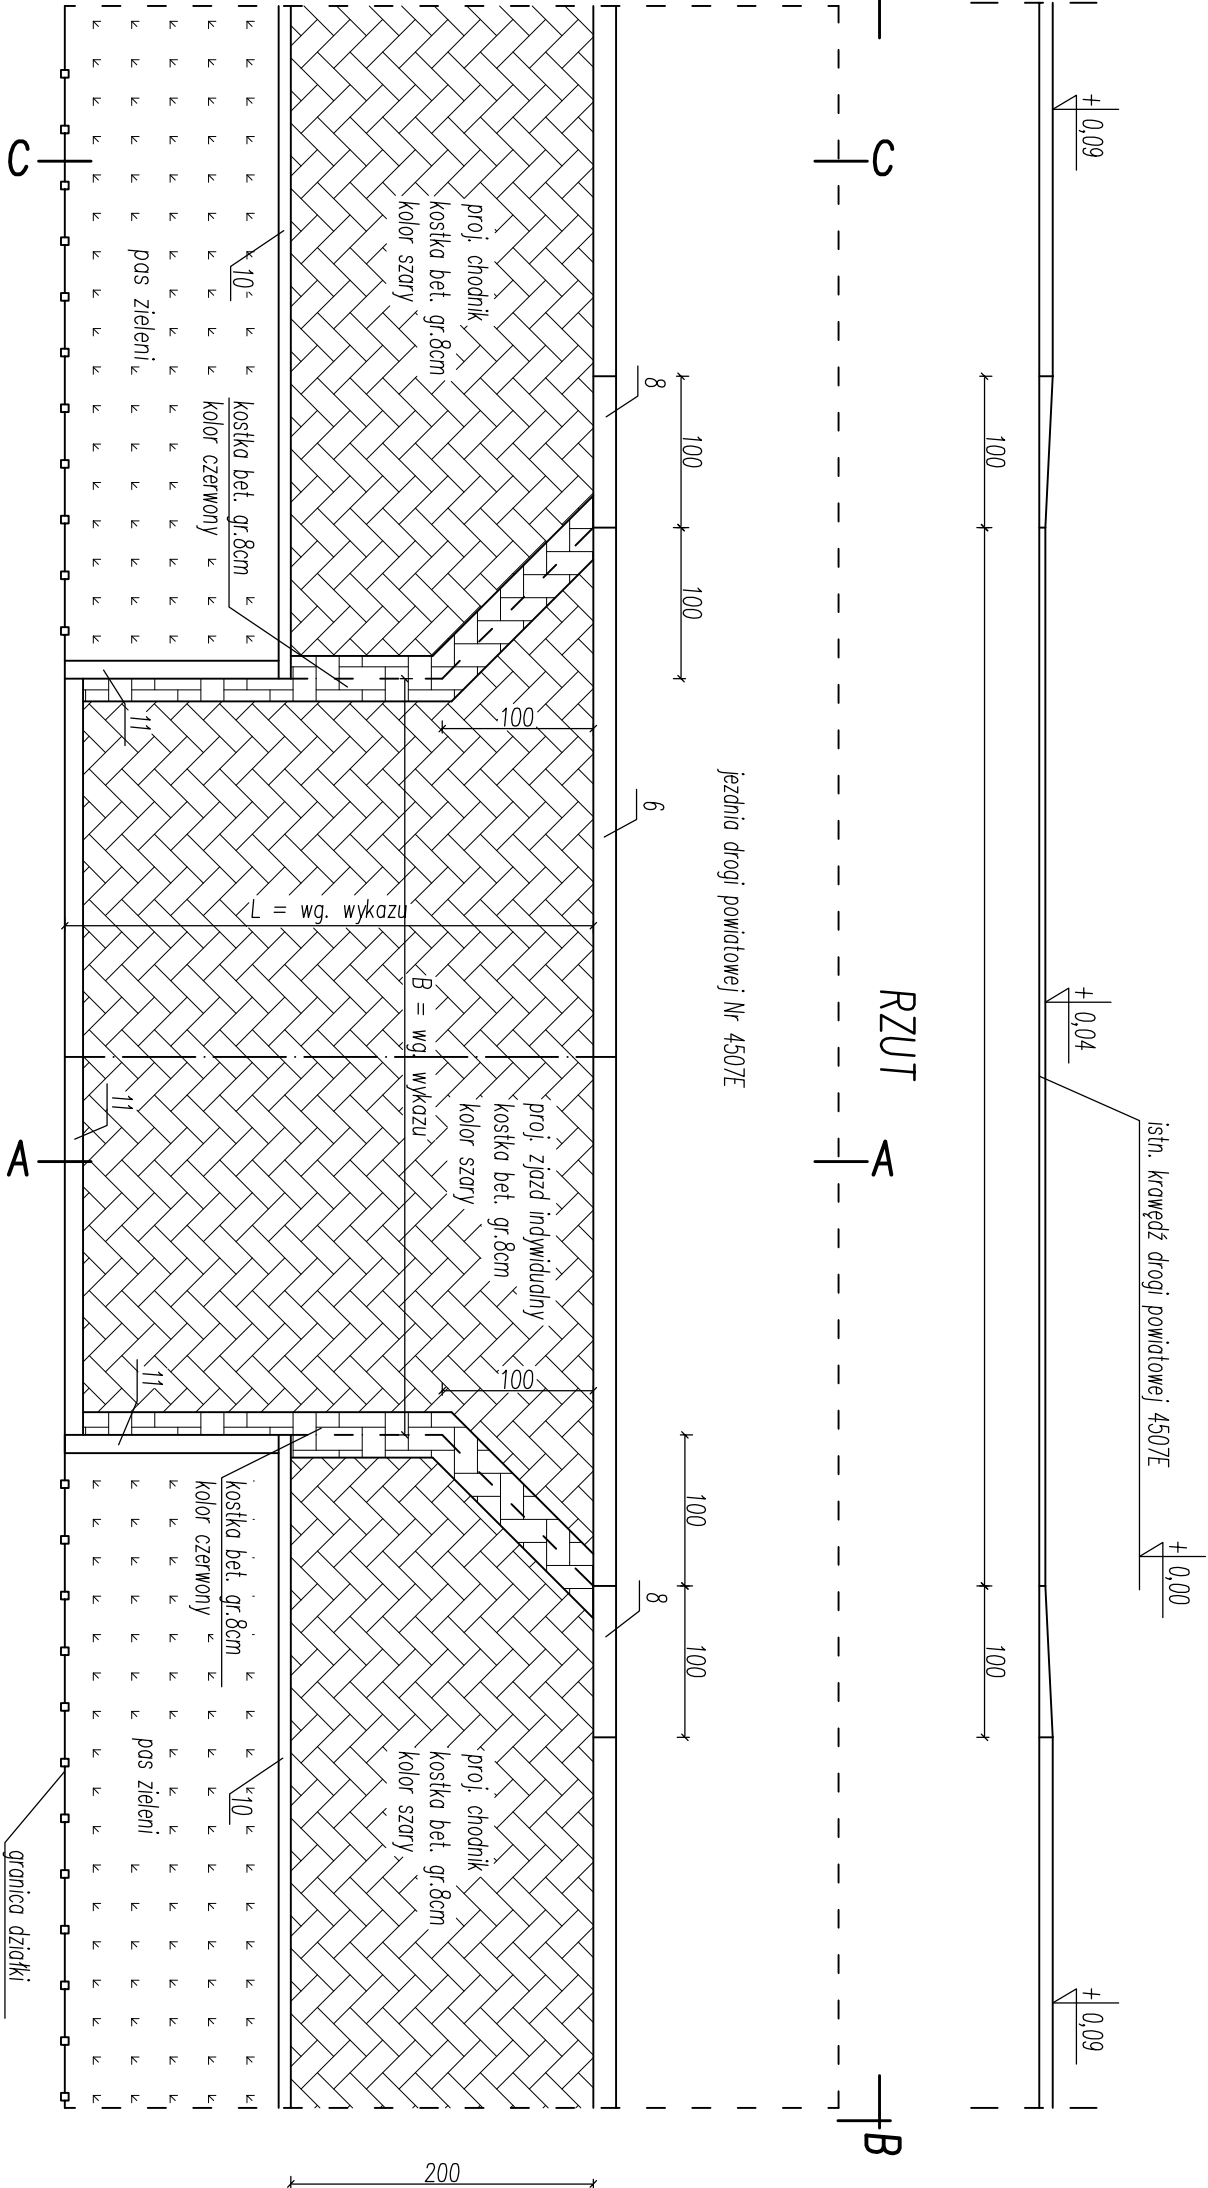 + 0,09
+ 0,04
+ 0,00
+ 0,09
istn. krawędź drogi powiatowej 4507E
100
100
RZUT
C
A
B
jezdnia drogi powiatowej Nr 4507E
100
100
100
100
8
6
8
proj. chodnik
kostka bet. gr.8cm
kolor szary
100
proj. zjazd indywidualny
kostka bet. gr.8cm
kolor szary
100
proj. chodnik
kostka bet. gr.8cm
kolor szary
B = wg. wykazu
L = wg. wykazu
10
kostka bet. gr.8cm
kolor czerwony
kostka bet. gr.8cm
kolor czerwony
10
pas zieleni
11
11
11
pas zieleni
C
A
granica działki
200